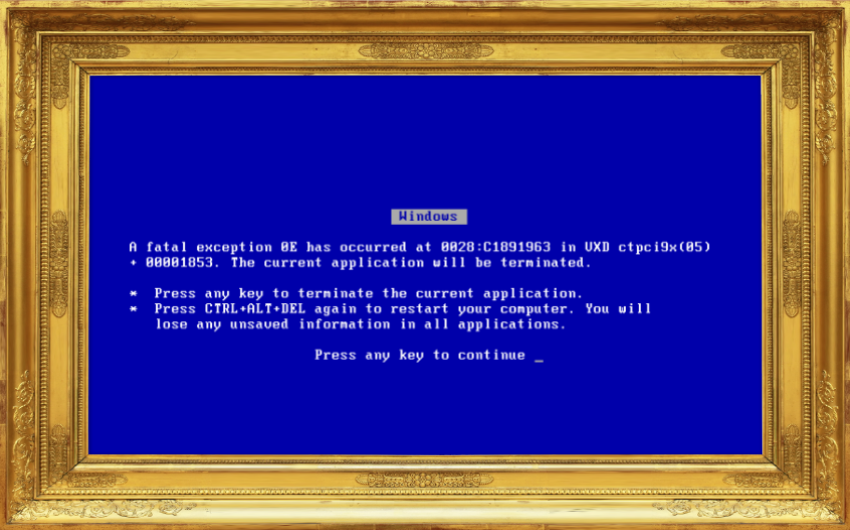 Windows
A fatal exception 0E has occurred at 0028:C1891963 in VXD ctpci9x(05)
+ 00001853. The current application will be terminated.
* Press any key to terminate the current application.
* Press CTRL+ALT+DEL again to restart your computer. You will
lose any unsaved information in all applications.
Press any key to continue _